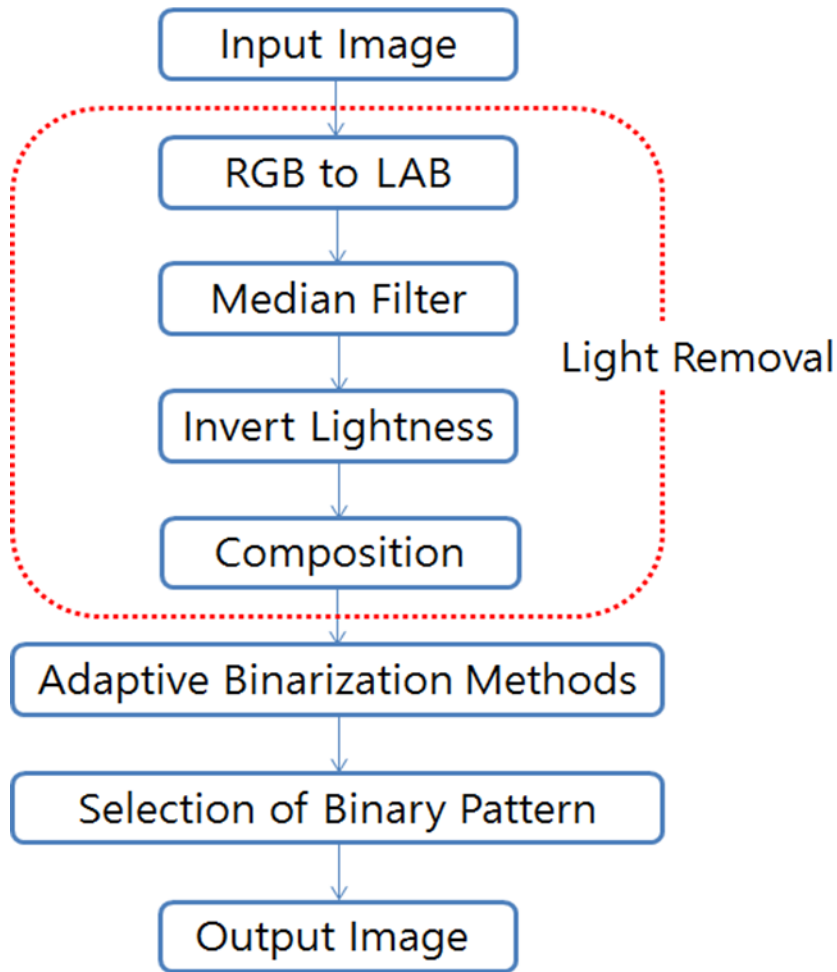 Input Image
RGB to LAB
Median Filter
Light Removal
Invert Lightness
Composition
Adaptive Binarization Methods
Selection of Binary Pattern
Output Image